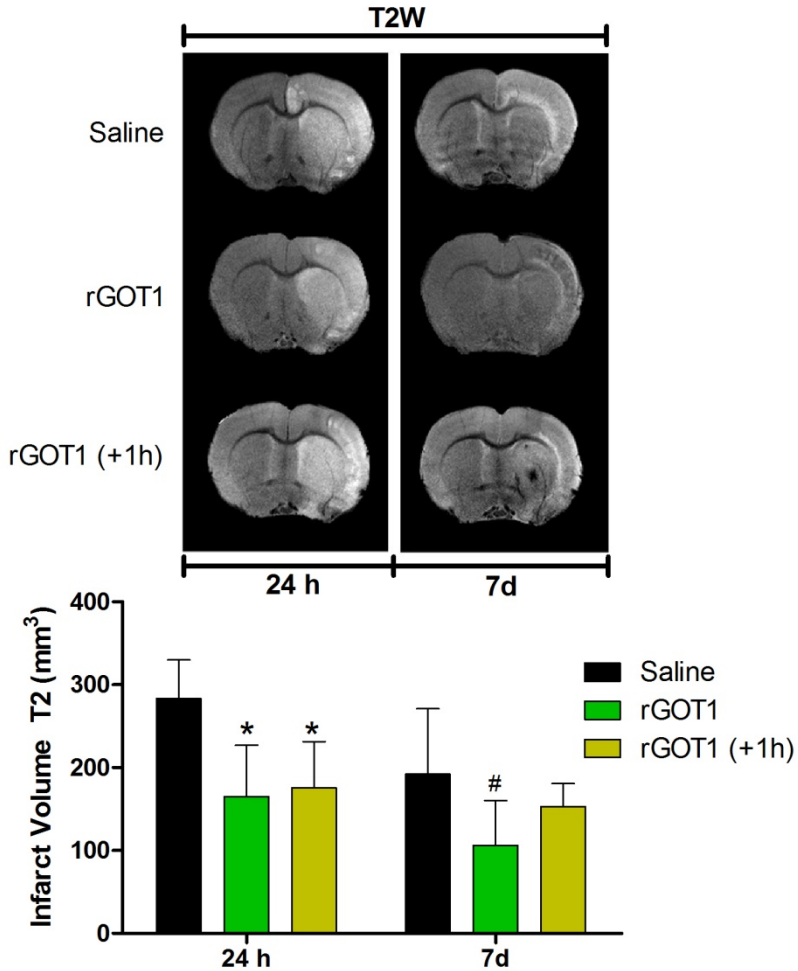 T2W
Saline
rGOT1
rGOT1 (+1h)
24 h
7d
Infarct Volume T2 (mm³)
400
300
200
100
0
*
*
#
24 h
7d
Saline
rGOT1
rGOT1 (+1h)